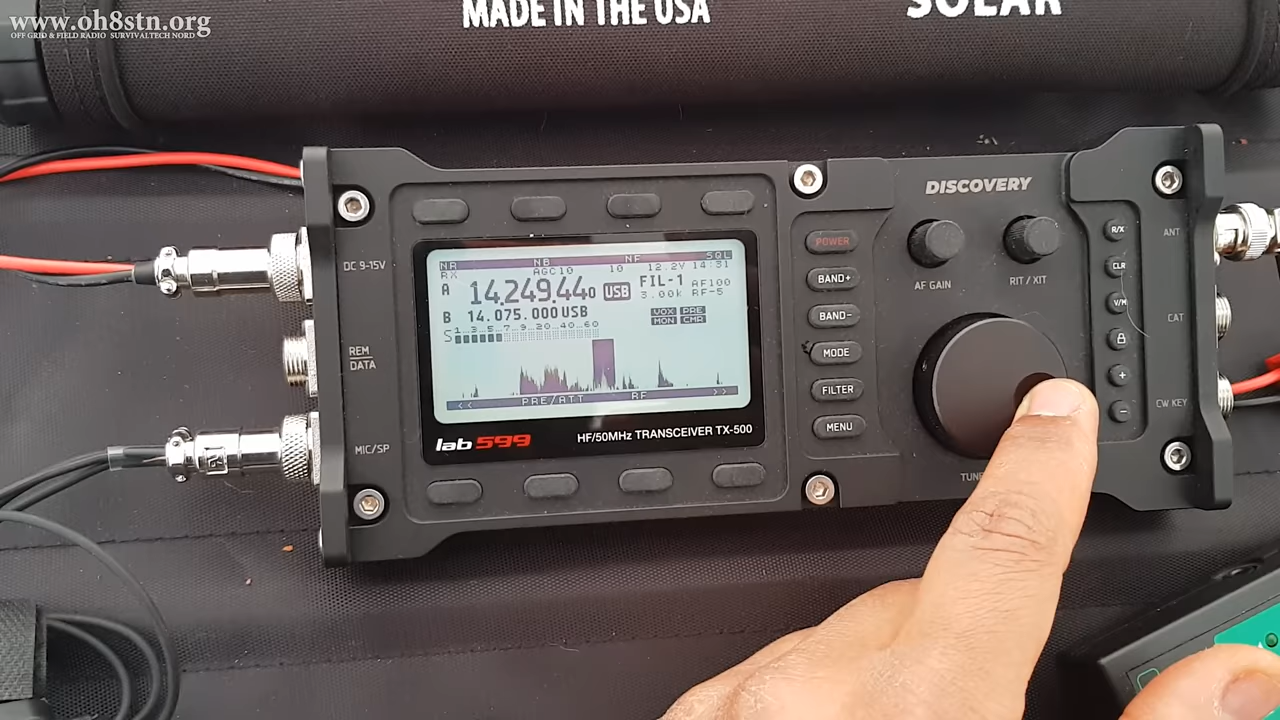 www.oh8stn.org
OFF GRID & FIELD RADIO SURVIVALTECH NORD
MADE IN THE USA
SOLAR
DISCOVERY
DC 9-15V
REM
DATA
MIC/SP
NR NB NF SQL
RX AGC10 10 12.2V 14:31
A 14.249.440 USB FIL-1 AF100
3.00k RF-5
B 14.075.000 USB
VOX PRE
MON CMR
S 1...3...5...7...9...20...40...60
<< PRE/ATT RF >>
lab599
HF/50MHz TRANSCEIVER TX-500
POWER
BAND+
BAND-
MODE
FILTER
MENU
AF GAIN
RIT / XIT
TUNE
R/X
CLR
V/M
+
-
ANT
CAT
CW KEY